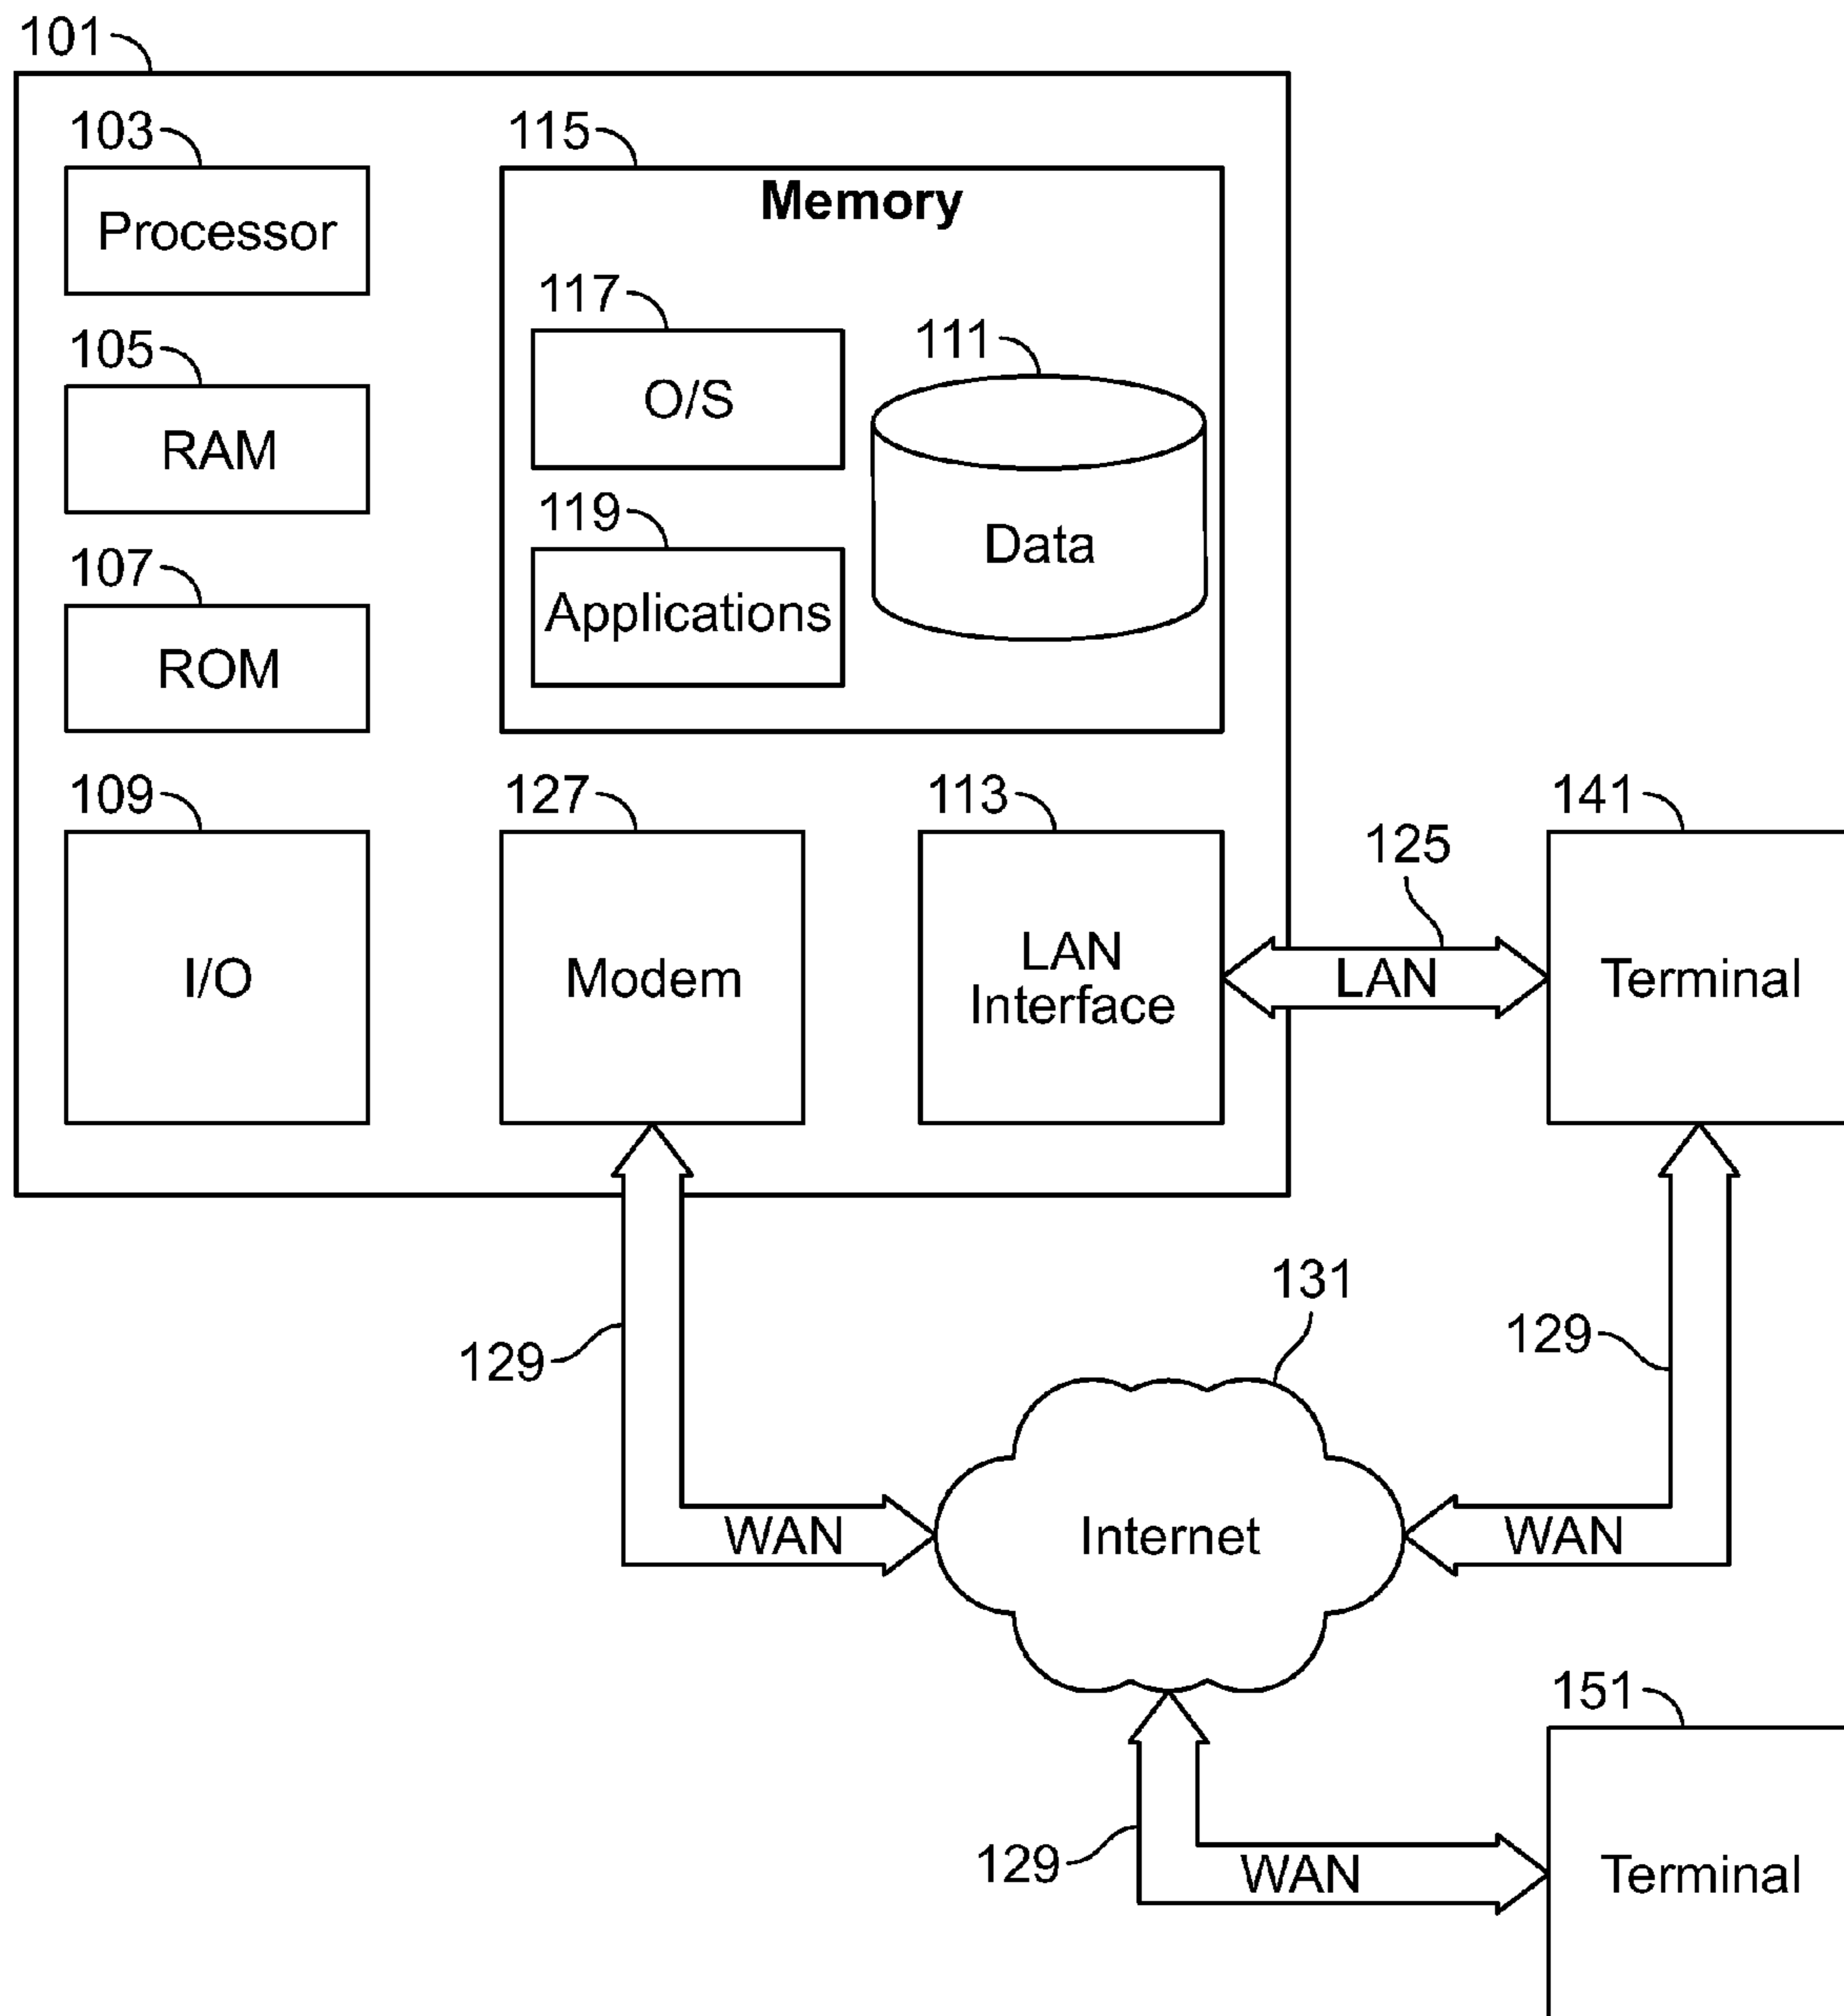 101
103
Processor
105
RAM
107
ROM
109
I/O
115
Memory
117
O/S
119
Applications
111
Data
127
Modem
113
LAN
Interface
125
LAN
141
Terminal
129
WAN
131
Internet
129
WAN
129
WAN
151
Terminal